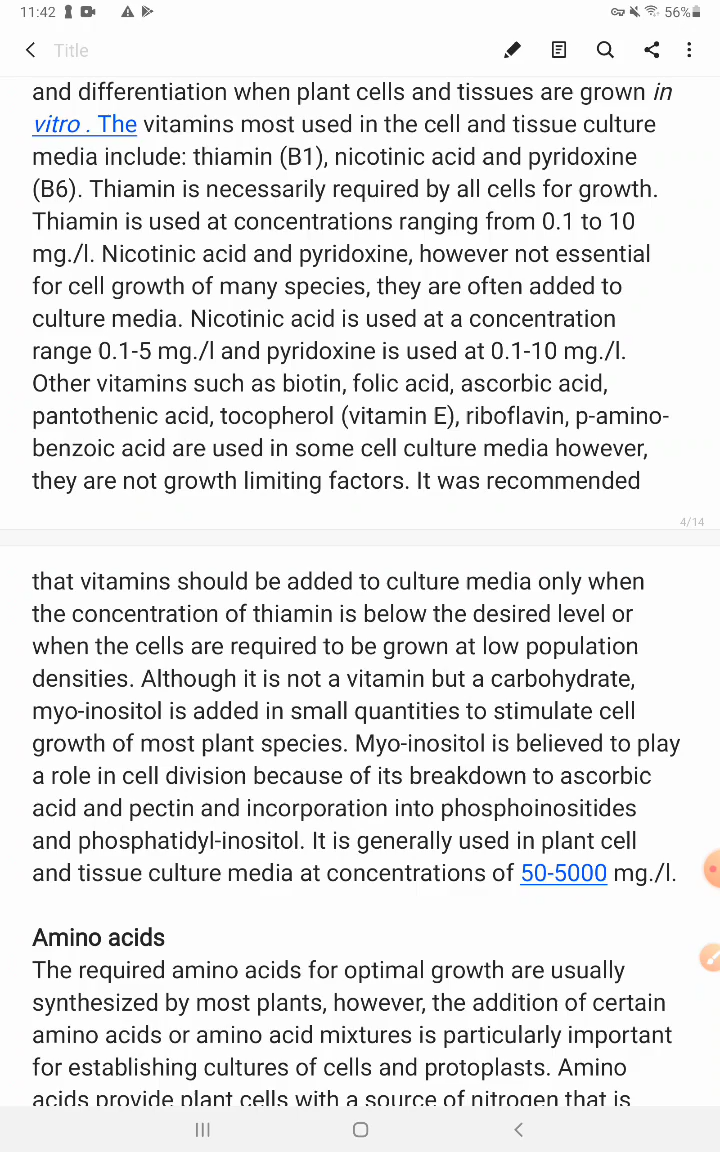 11:42
56%
Title
and differentiation when plant cells and tissues are grown in
vitro . The vitamins most used in the cell and tissue culture
media include: thiamin (B1), nicotinic acid and pyridoxine
(B6). Thiamin is necessarily required by all cells for growth.
Thiamin is used at concentrations ranging from 0.1 to 10
mg./l. Nicotinic acid and pyridoxine, however not essential
for cell growth of many species, they are often added to
culture media. Nicotinic acid is used at a concentration
range 0.1-5 mg./l and pyridoxine is used at 0.1-10 mg./l.
Other vitamins such as biotin, folic acid, ascorbic acid,
pantothenic acid, tocopherol (vitamin E), riboflavin, p-amino-
benzoic acid are used in some cell culture media however,
they are not growth limiting factors. It was recommended
4/14
that vitamins should be added to culture media only when
the concentration of thiamin is below the desired level or
when the cells are required to be grown at low population
densities. Although it is not a vitamin but a carbohydrate,
myo-inositol is added in small quantities to stimulate cell
growth of most plant species. Myo-inositol is believed to play
a role in cell division because of its breakdown to ascorbic
acid and pectin and incorporation into phosphoinositides
and phosphatidyl-inositol. It is generally used in plant cell
and tissue culture media at concentrations of 50-5000 mg./l.
Amino acids
The required amino acids for optimal growth are usually
synthesized by most plants, however, the addition of certain
amino acids or amino acid mixtures is particularly important
for establishing cultures of cells and protoplasts. Amino
acids provide plant cells with a source of nitrogen that is